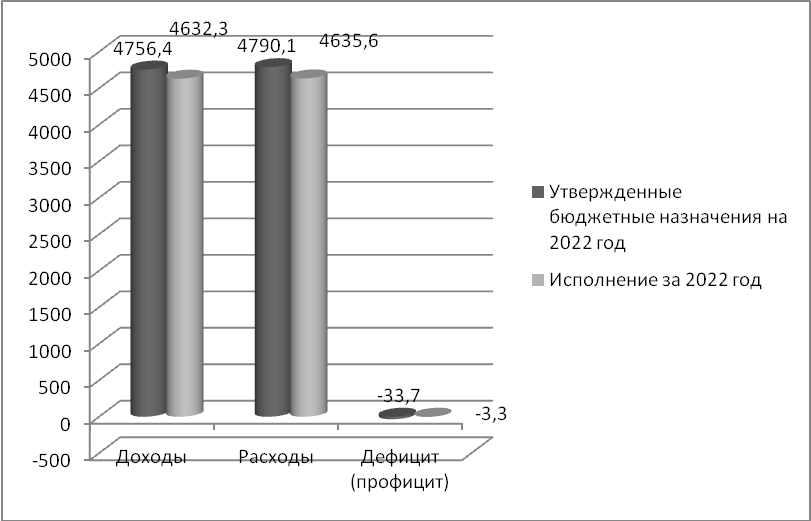 4632,3
4756,4
4790,1
4635,6
5000
4500
4000
3500
3000
2500
2000
1500
1000
500
0
-500
-33,7
-3,3
Доходы
Расходы
Дефицит
(профицит)
Утвержденные
бюджетные назначения на
2022 год
Исполнение за 2022 год